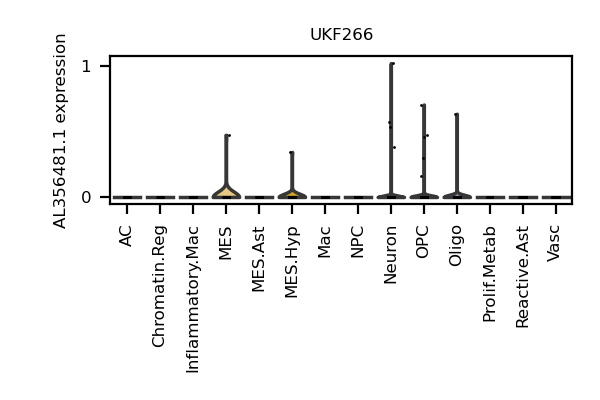 UKF266
AL356481.1 expression
1
0
AC
Chromatin.Reg
Inflammatory.Mac
MES
MES.Ast
MES.Hyp
Mac
NPC
Neuron
OPC
Oligo
Prolif.Metab
Reactive.Ast
Vasc